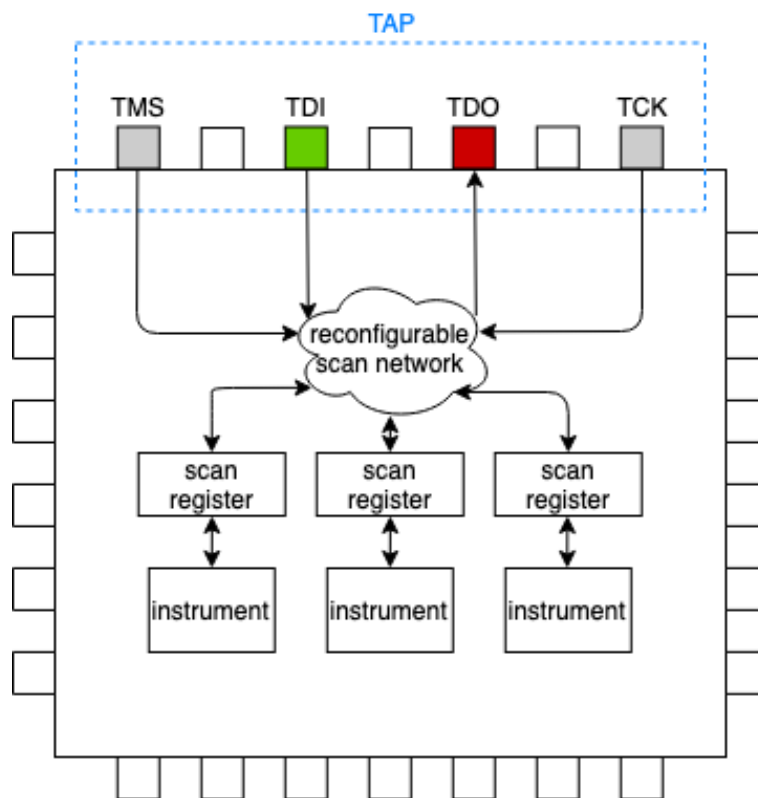 TAP
TMS
TDI
TDO
TCK
reconfigurable
scan network
scan
register
scan
register
scan
register
instrument
instrument
instrument